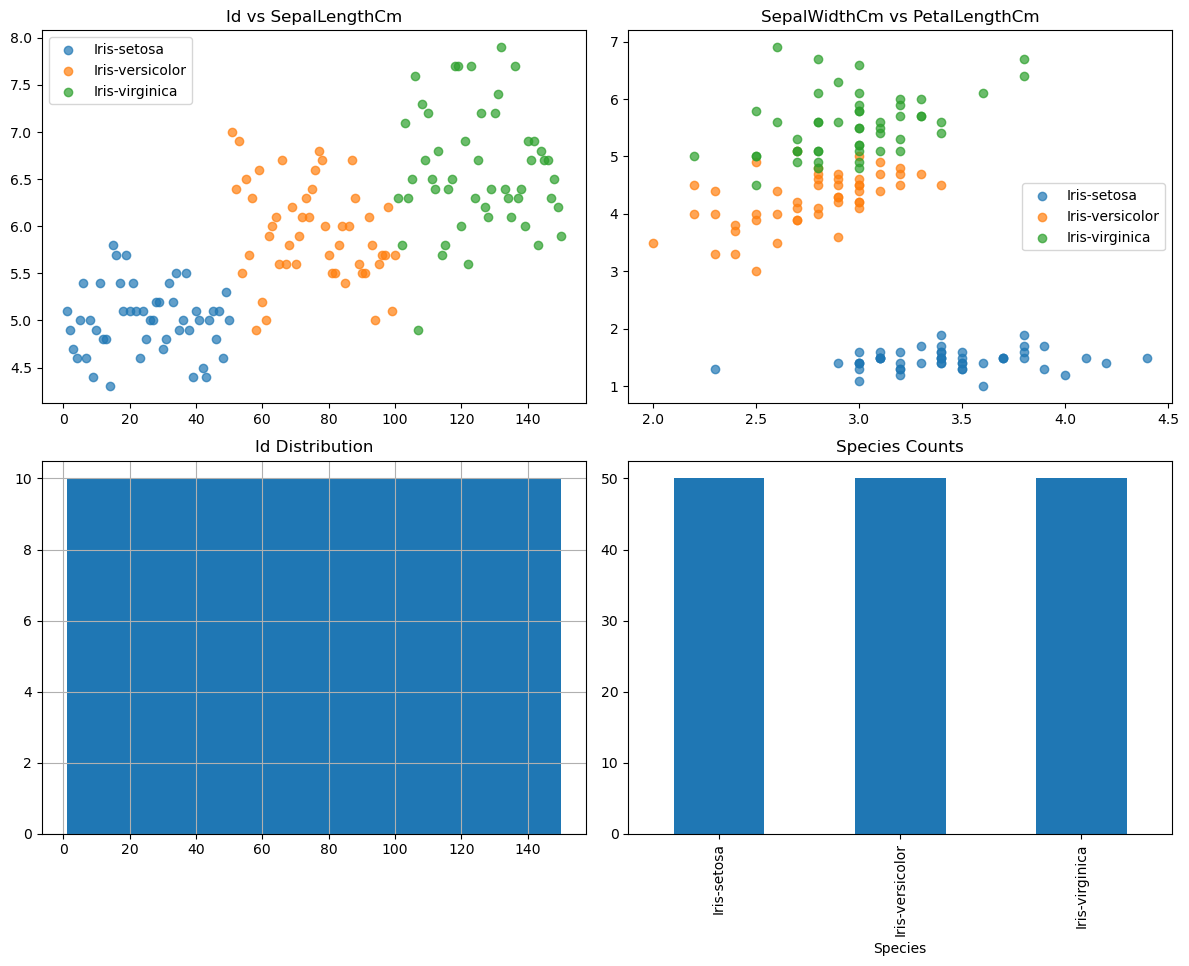 Id vs SepalLengthCm
8.0
7.5
7.0
6.5
6.0
5.5
5.0
4.5
Iris-setosa
Iris-versicolor
Iris-virginica
0 20 40 60 80 100 120 140
SepalWidthCm vs PetalLengthCm
7
6
5
4
3
2
1
Iris-setosa
Iris-versicolor
Iris-virginica
2.0 2.5 3.0 3.5 4.0 4.5
Id Distribution
10
8
6
4
2
0
0 20 40 60 80 100 120 140
Species Counts
50
40
30
20
10
0
Iris-setosa
Iris-versicolor
Iris-virginica
Species